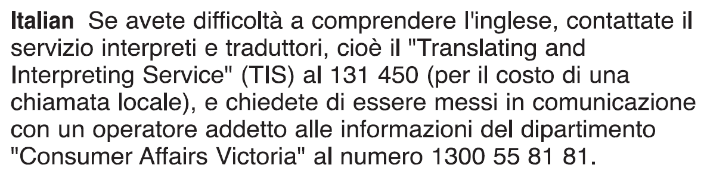 Italian Se avete difficoltà a comprendere l'inglese, contattate il
servizio interpreti e traduttori, cioè il "Translating and
Interpreting Service" (TIS) al 131 450 (per il costo di una
chiamata locale), e chiedete di essere messi in comunicazione
con un operatore addetto alle informazioni del dipartimento
"Consumer Affairs Victoria" al numero 1300 55 81 81.